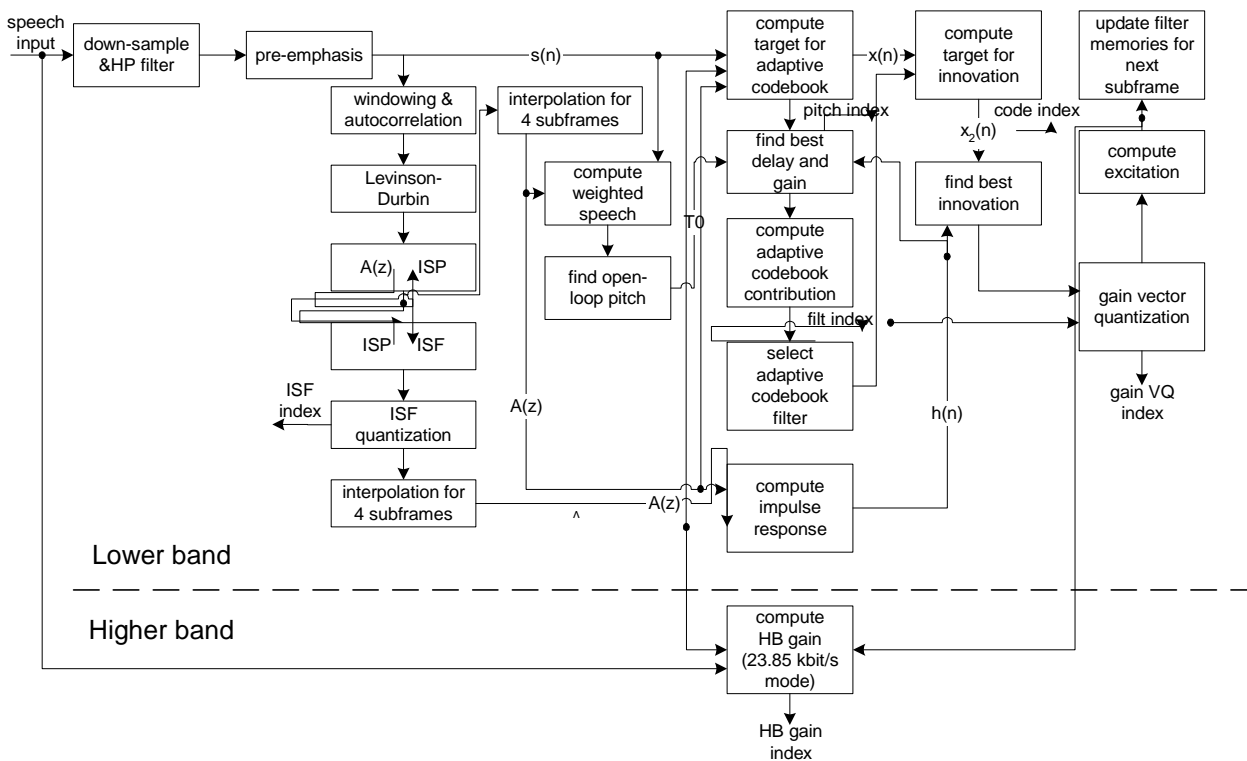 speech
input
down-sample
&HP filter
pre-emphasis
s(n)
windowing &
autocorrelation
Levinson-
Durbin
A(z) ISP
ISP ISF
ISF
index
ISF
quantization
interpolation for
4 subframes
interpolation for
4 subframes
compute
weighted
speech
find open-
loop pitch
A(z)
T0
^
A(z)
compute
target for
adaptive
codebook
x(n)
pitch index
find best
delay and
gain
compute
adaptive
codebook
contribution
filt index
select
adaptive
codebook
filter
compute
impulse
response
compute
target for
innovation
x2(n)
code index
find best
innovation
h(n)
update filter
memories for
next
subframe
compute
excitation
gain vector
quantization
gain VQ
index
Lower band
Higher band
compute
HB gain
(23.85 kbit/s
mode)
HB gain
index